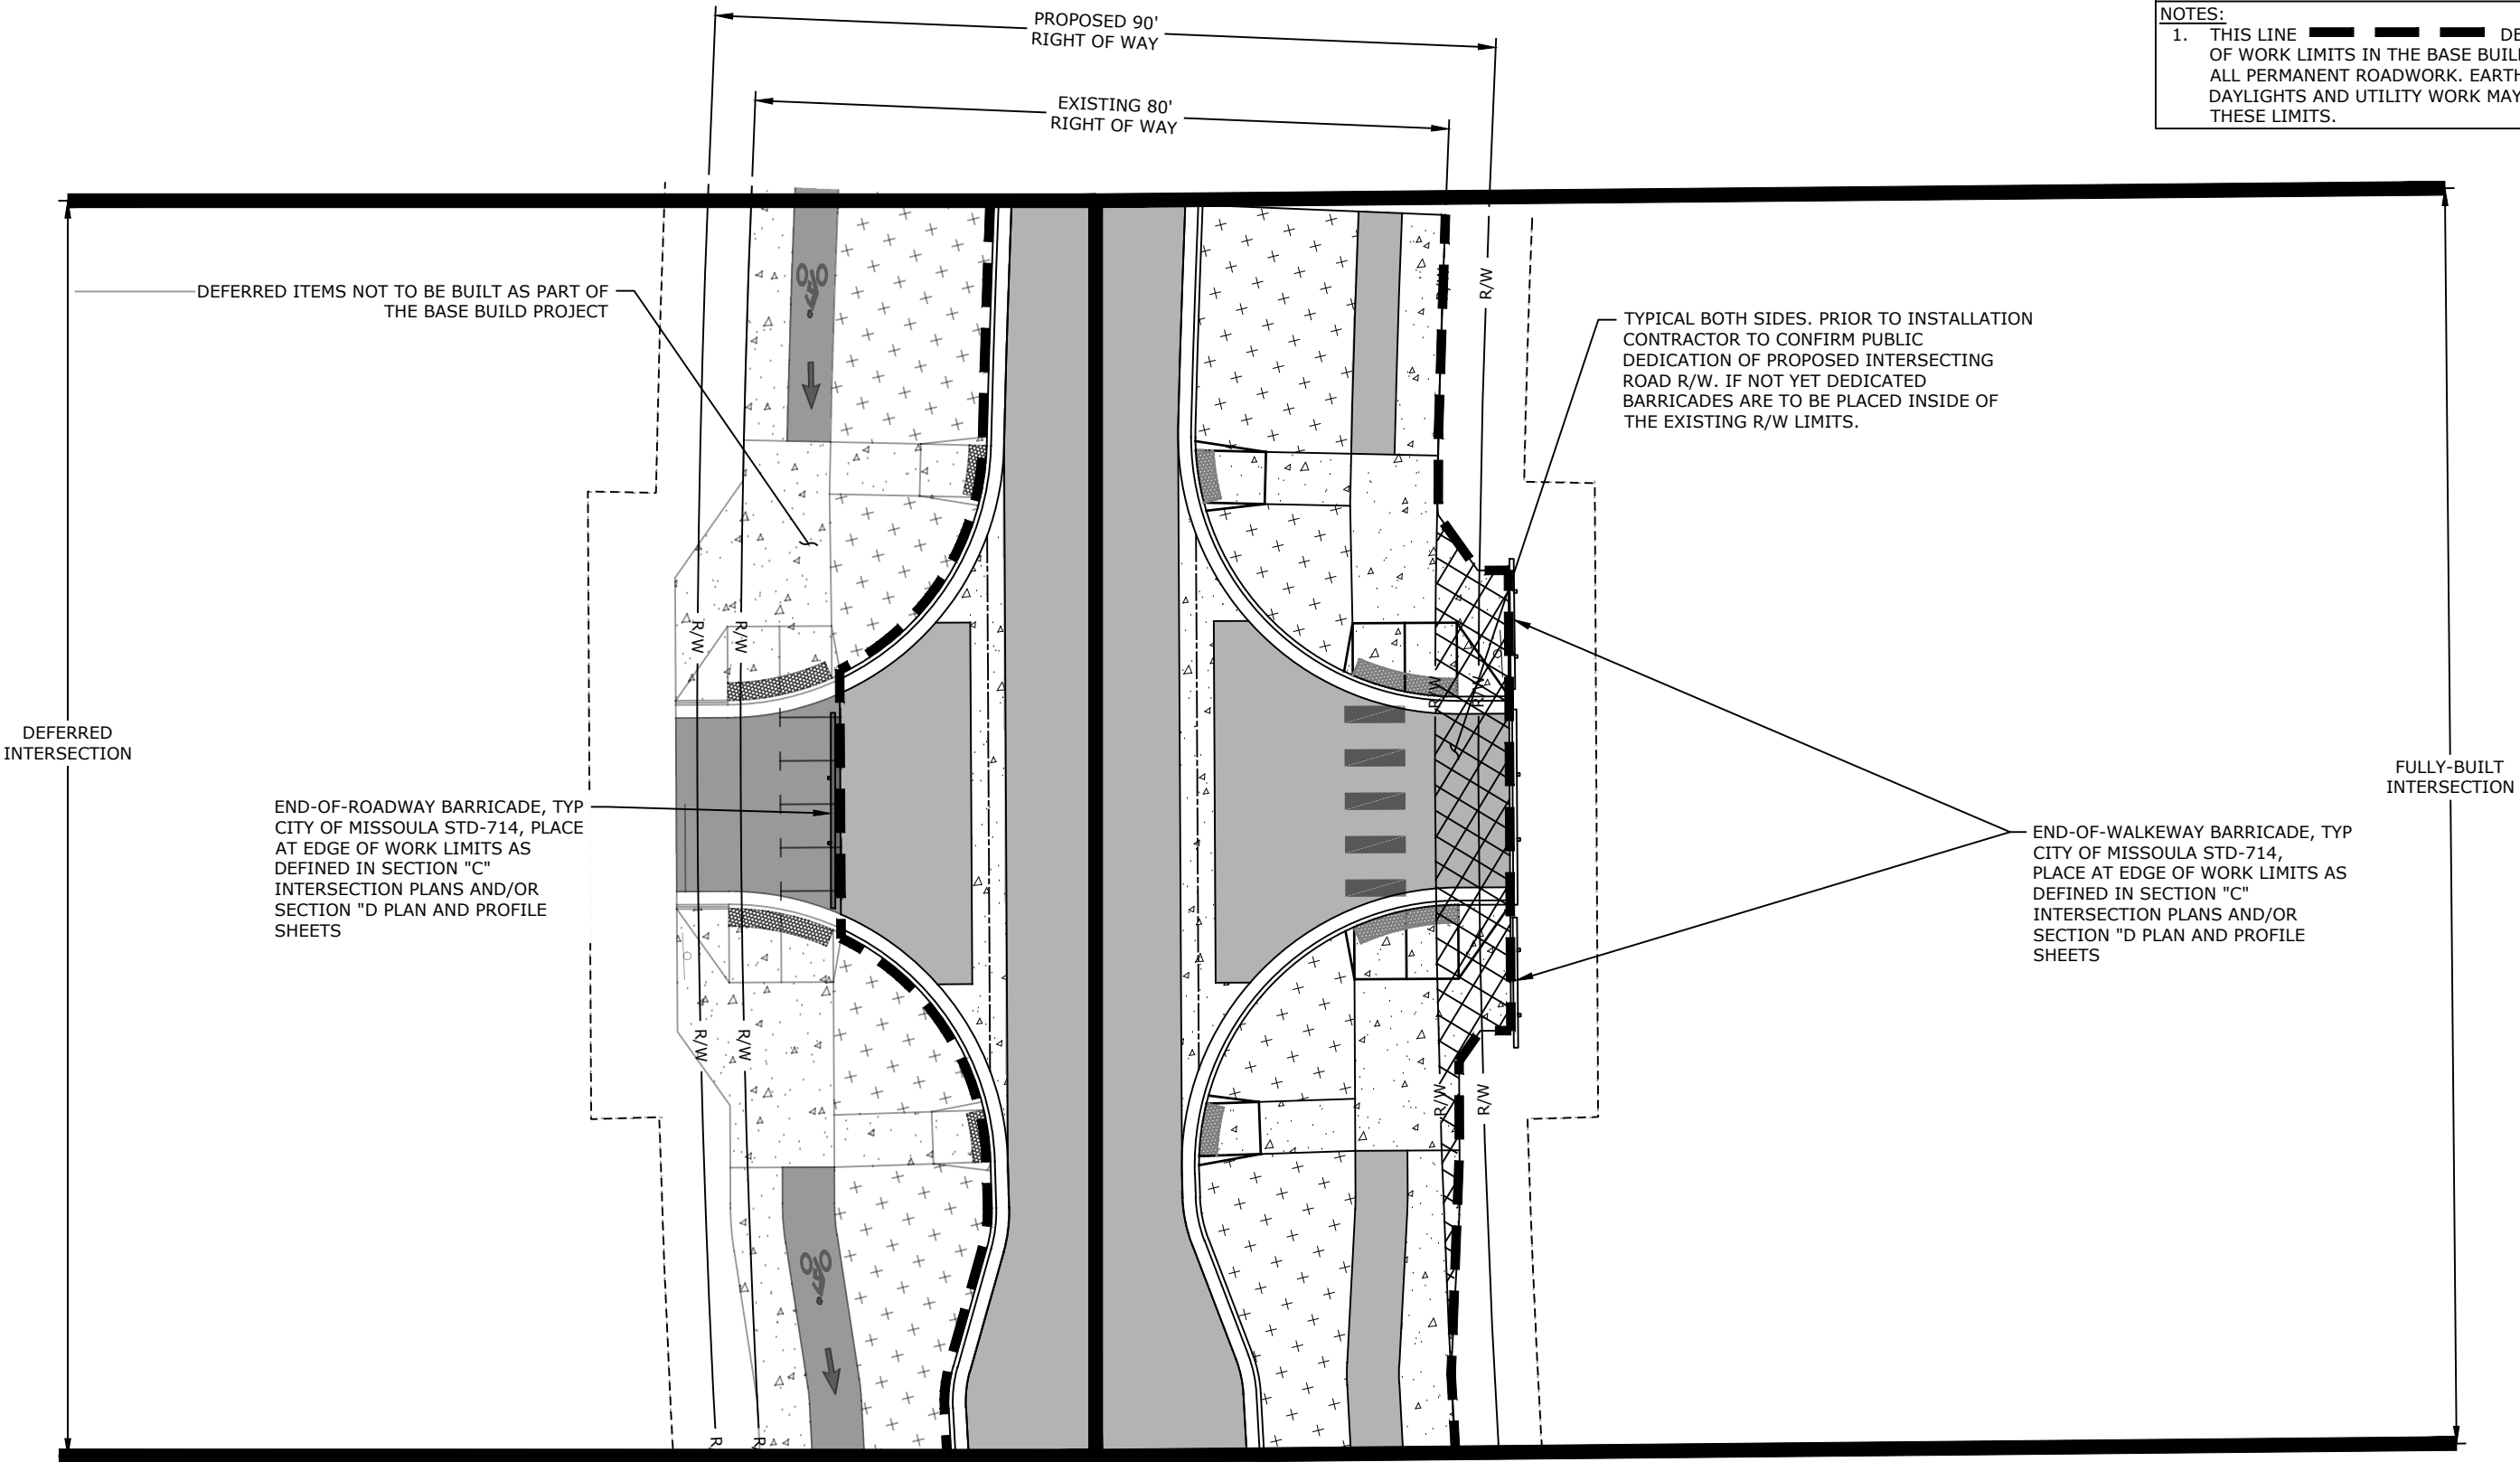 PROPOSED 90'
RIGHT OF WAY
EXISTING 80'
RIGHT OF WAY
NOTES:
1. THIS LINE
OF WORK LIMITS IN THE BASE
ALL PERMANENT ROADWORK.
DAYLIGHTS AND UTILITY WORK MAY
THESE LIMITS.
DEFERRED ITEMS NOT TO BE BUILT AS PART OF
THE BASE BUILD PROJECT
R/W
R/W
TYPICAL BOTH SIDES. PRIOR TO INSTALLATION
CONTRACTOR TO CONFIRM PUBLIC
DEDICATION OF PROPOSED INTERSECTING
ROAD R/W. IF NOT YET DEDICATED
BARRICADES ARE TO BE PLACED INSIDE OF
THE EXISTING R/W LIMITS.
R/W
R/W
R/W
R/W
DEFERRED
INTERSECTION
FULLY-BUILT
INTERSECTION
END-OF-ROADWAY BARRICADE, TYP
CITY OF MISSOULA STD-714, PLACE
AT EDGE OF WORK LIMITS AS
DEFINED IN SECTION "C"
INTERSECTION PLANS AND/OR
SECTION "D PLAN AND PROFILE
SHEETS
END-OF-WALKEWAY BARRICADE, TYP
CITY OF MISSOULA STD-714,
PLACE AT EDGE OF WORK LIMITS AS
DEFINED IN SECTION "C"
INTERSECTION PLANS AND/OR
SECTION "D PLAN AND PROFILE
SHEETS
R/W
R/W
R/W
R/W
R
R